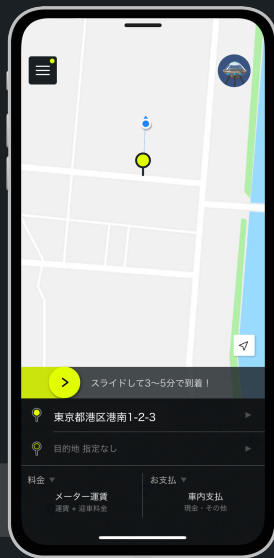 スライドして3〜5分で到着！
東京都港区港南1-2-3
目的地 指定なし
料金
お支払
メーター運賃
車内支払
運賃 + 迎車料金
現金・その他